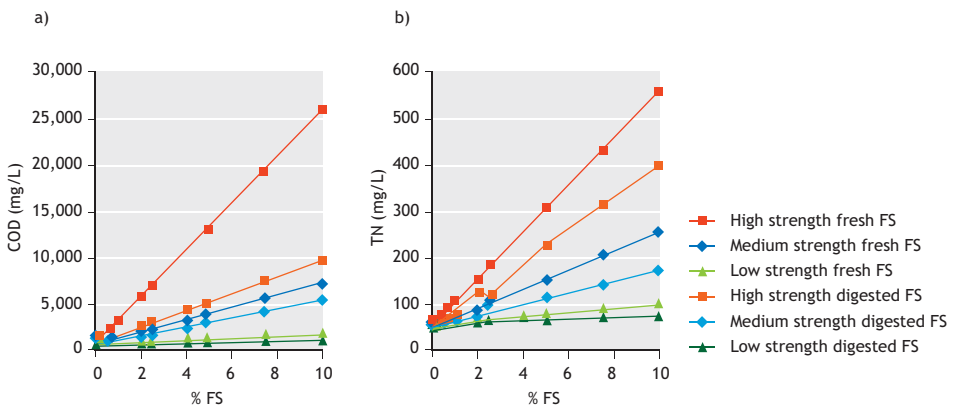 a)
30,000
25,000
20,000
15,000
10,000
5,000
0
COD (mg/L)
0 2 4 6 8 10
% FS
b)
600
500
400
300
200
100
0
TN (mg/L)
0 2 4 6 8 10
% FS
High strength fresh FS
Medium strength fresh FS
Low strength fresh FS
High strength digested FS
Medium strength digested FS
Low strength digested FS